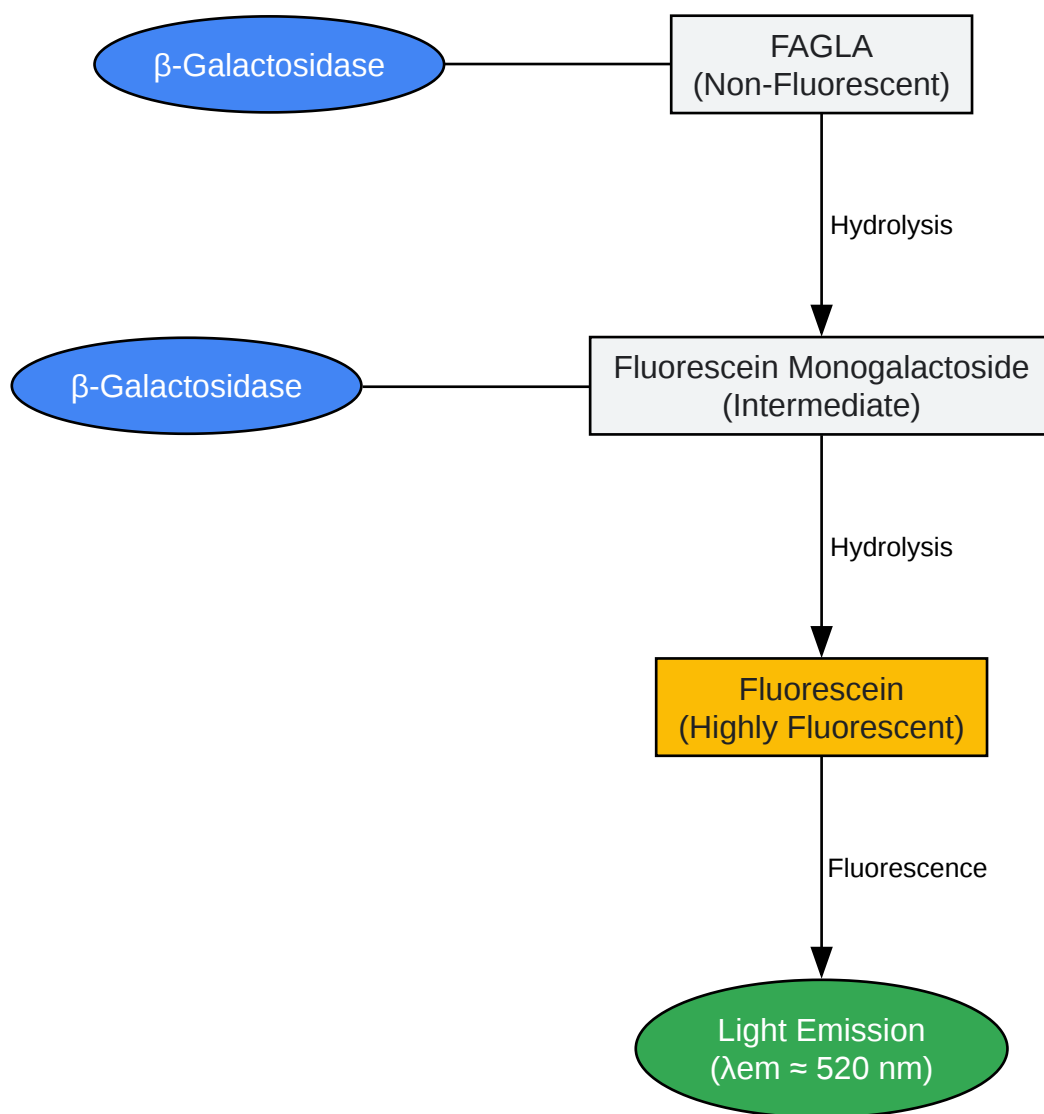 β-Galactosidase
FAGLA
(Non-Fluorescent)
Hydrolysis
β-Galactosidase
Fluorescein Monogalactoside
(Intermediate)
Hydrolysis
Fluorescein
(Highly Fluorescent)
Fluorescence
Light Emission
(λem ≈ 520 nm)